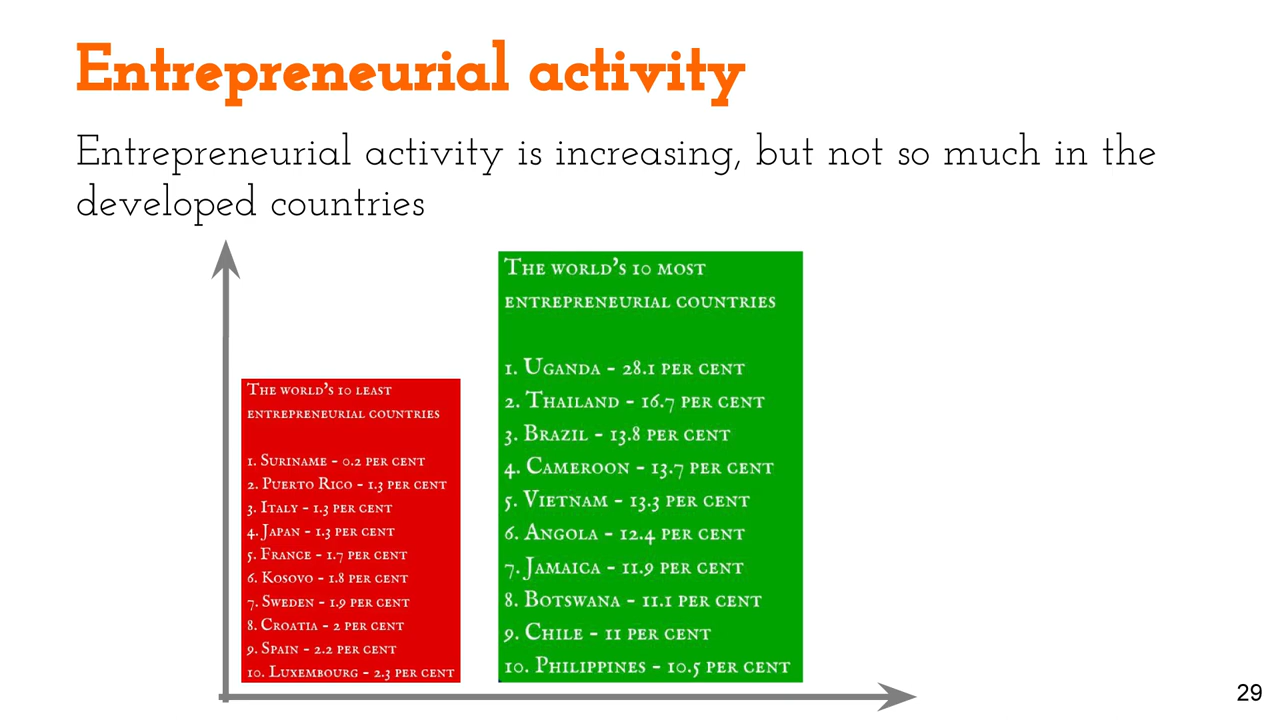 Entrepreneurial activity
Entrepreneurial activity is increasing, but not so much in the
developed countries
The world's 10 least
entrepreneurial countries
1. Suriname - 0.2 per cent
2. Puerto Rico - 1.3 per cent
3. Italy - 1.3 per cent
4. Japan - 1.3 per cent
5. France - 1.7 per cent
6. Kosovo - 1.8 per cent
7. Sweden - 1.9 per cent
8. Croatia - 2 per cent
9. Spain - 2.2 per cent
10. Luxembourg - 2.3 per cent
The world's 10 most
entrepreneurial countries
1. Uganda - 28.1 per cent
2. Thailand - 16.7 per cent
3. Brazil - 13.8 per cent
4. Cameroon - 13.7 per cent
5. Vietnam - 13.3 per cent
6. Angola - 12.4 per cent
7. Jamaica - 11.9 per cent
8. Botswana - 11.1 per cent
9. Chile - 11 per cent
10. Philippines - 10.5 per cent
29